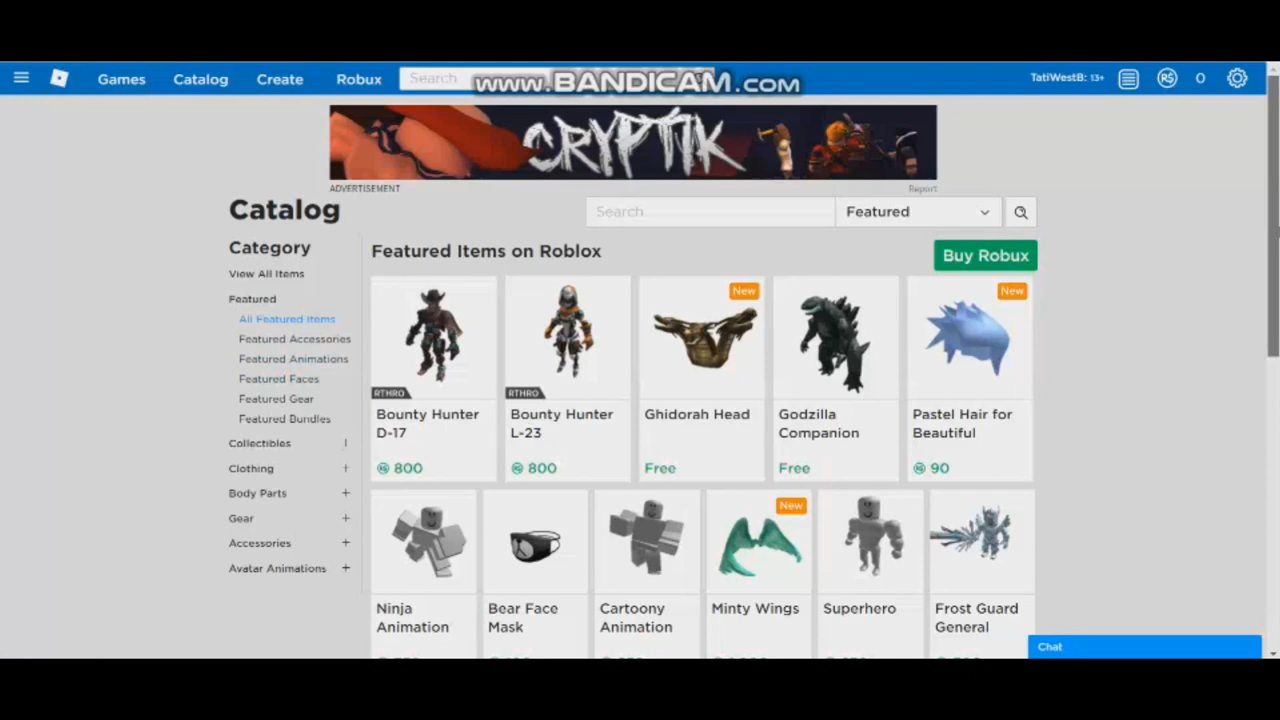 Games Catalog Create Robux Search www.BANDICAM.com TatiWestB: 13+ R$ 0
CRYPTIK
ADVERTISEMENT Report
Catalog Search Featured
Category
View All Items
Featured
All Featured Items
Featured Accessories
Featured Animations
Featured Faces
Featured Gear
Featured Bundles
Collectibles
Clothing +
Body Parts +
Gear +
Accessories +
Avatar Animations +
Featured Items on Roblox Buy Robux
New New
RTHRO RTHRO
Bounty Hunter Bounty Hunter Ghidorah Head Godzilla Pastel Hair for
D-17 L-23 Companion Beautiful
800 800 Free Free 90
New
Ninja Bear Face Cartoony Minty Wings Superhero Frost Guard
Animation Mask Animation General
Chat